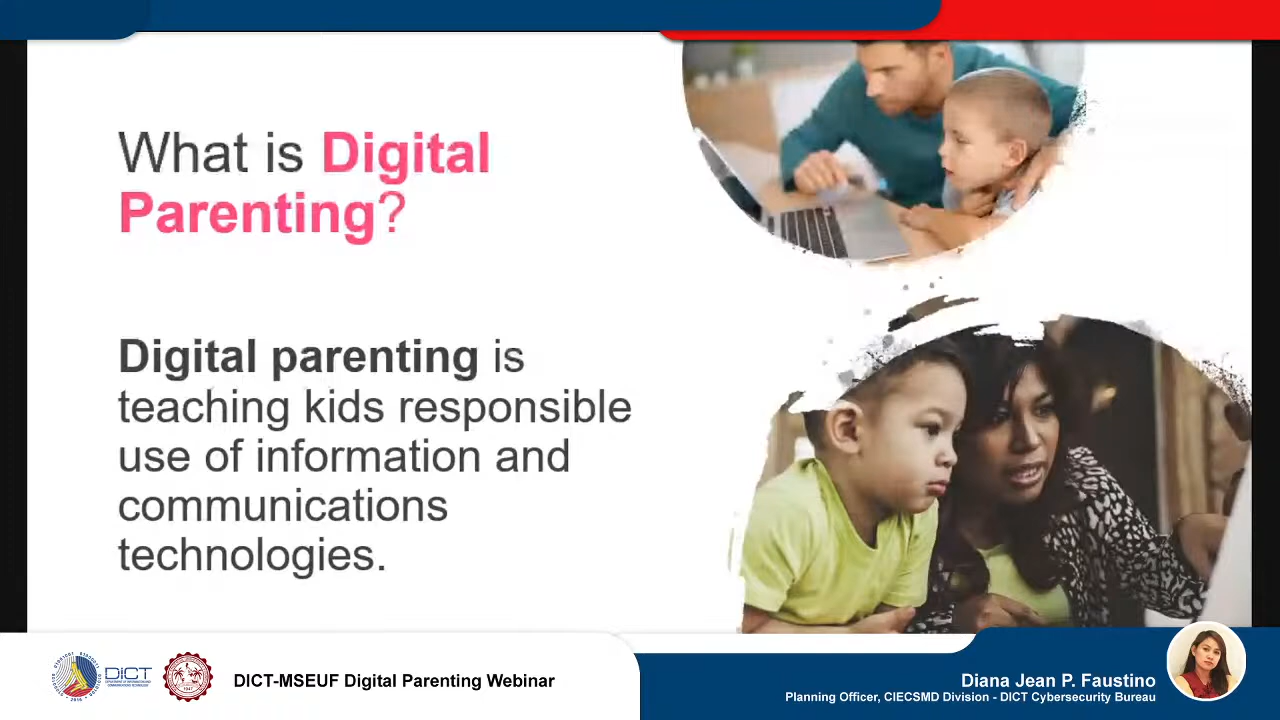 What is Digital
Parenting?
Digital parenting is
teaching kids responsible
use of information and
communications
technologies.
DICT
DICT-MSEUF Digital Parenting Webinar
Diana Jean P. Faustino
Planning Officer, CIECSMD Division - DICT Cybersecurity Bureau